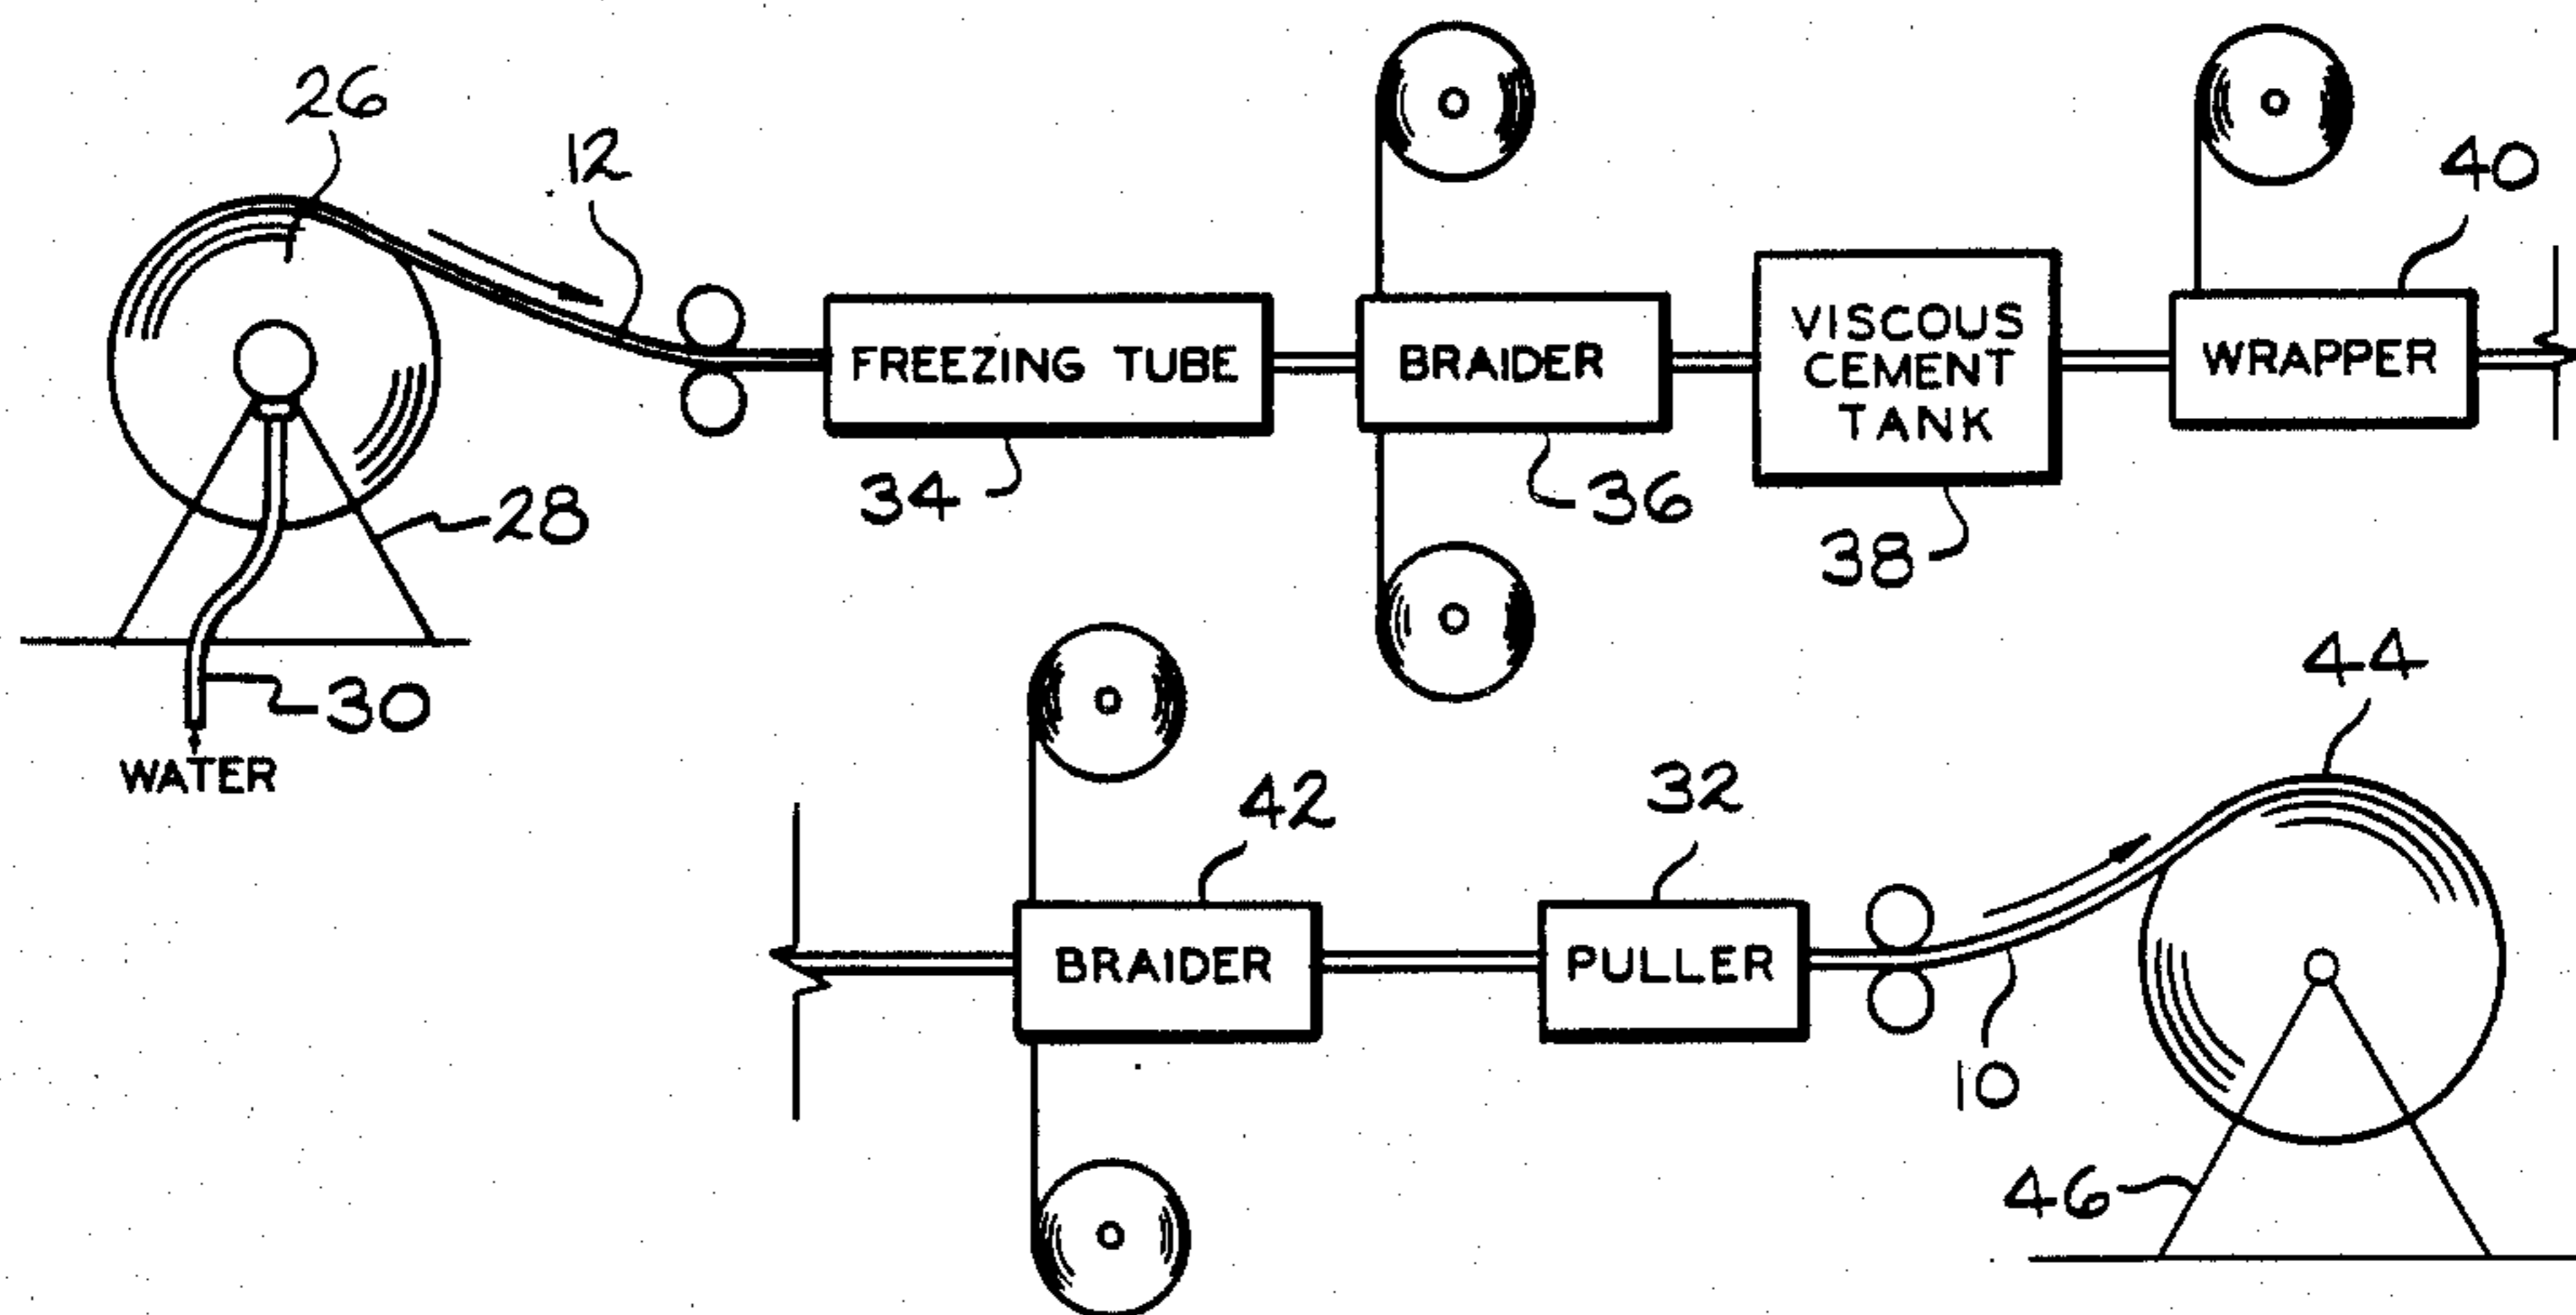 26
12
40
FREEZING TUBE
BRAIDER
VISCOUS
CEMENT
TANK
WRAPPER
34
36
28
38
30
WATER
44
42
32
BRAIDER
PULLER
10
46